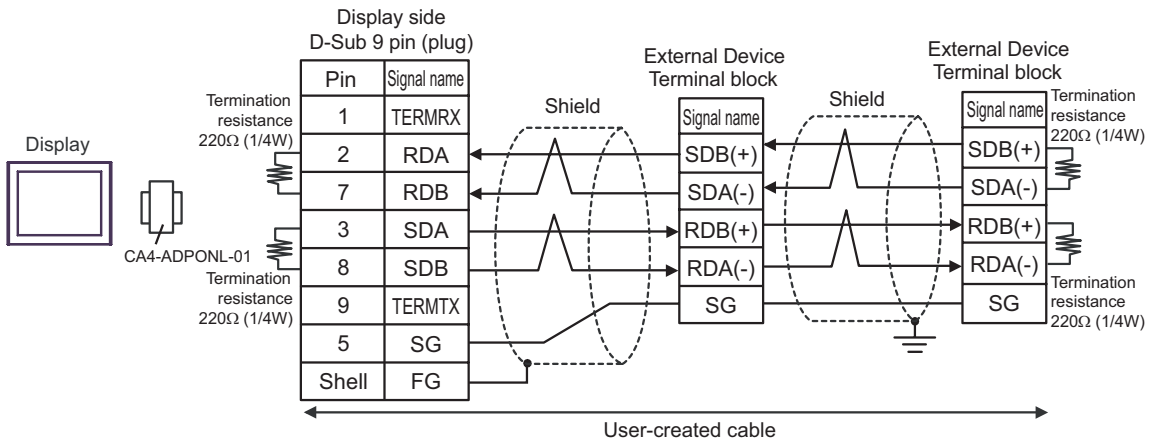 Display side
D-Sub 9 pin (plug)
Pin Signal name
1 TERMRX
2 RDA
7 RDB
3 SDA
8 SDB
9 TERMTX
5 SG
Shell FG
Termination
resistance
220Ω (1/4W)
Display
CA4-ADPONL-01
Termination
resistance
220Ω (1/4W)
Shield
External Device
Terminal block
Signal name
SDB(+)
SDA(-)
RDB(+)
RDA(-)
SG
Shield
External Device
Terminal block
Signal name
SDB(+)
SDA(-)
RDB(+)
RDA(-)
SG
Termination
resistance
220Ω (1/4W)
Termination
resistance
220Ω (1/4W)
User-created cable